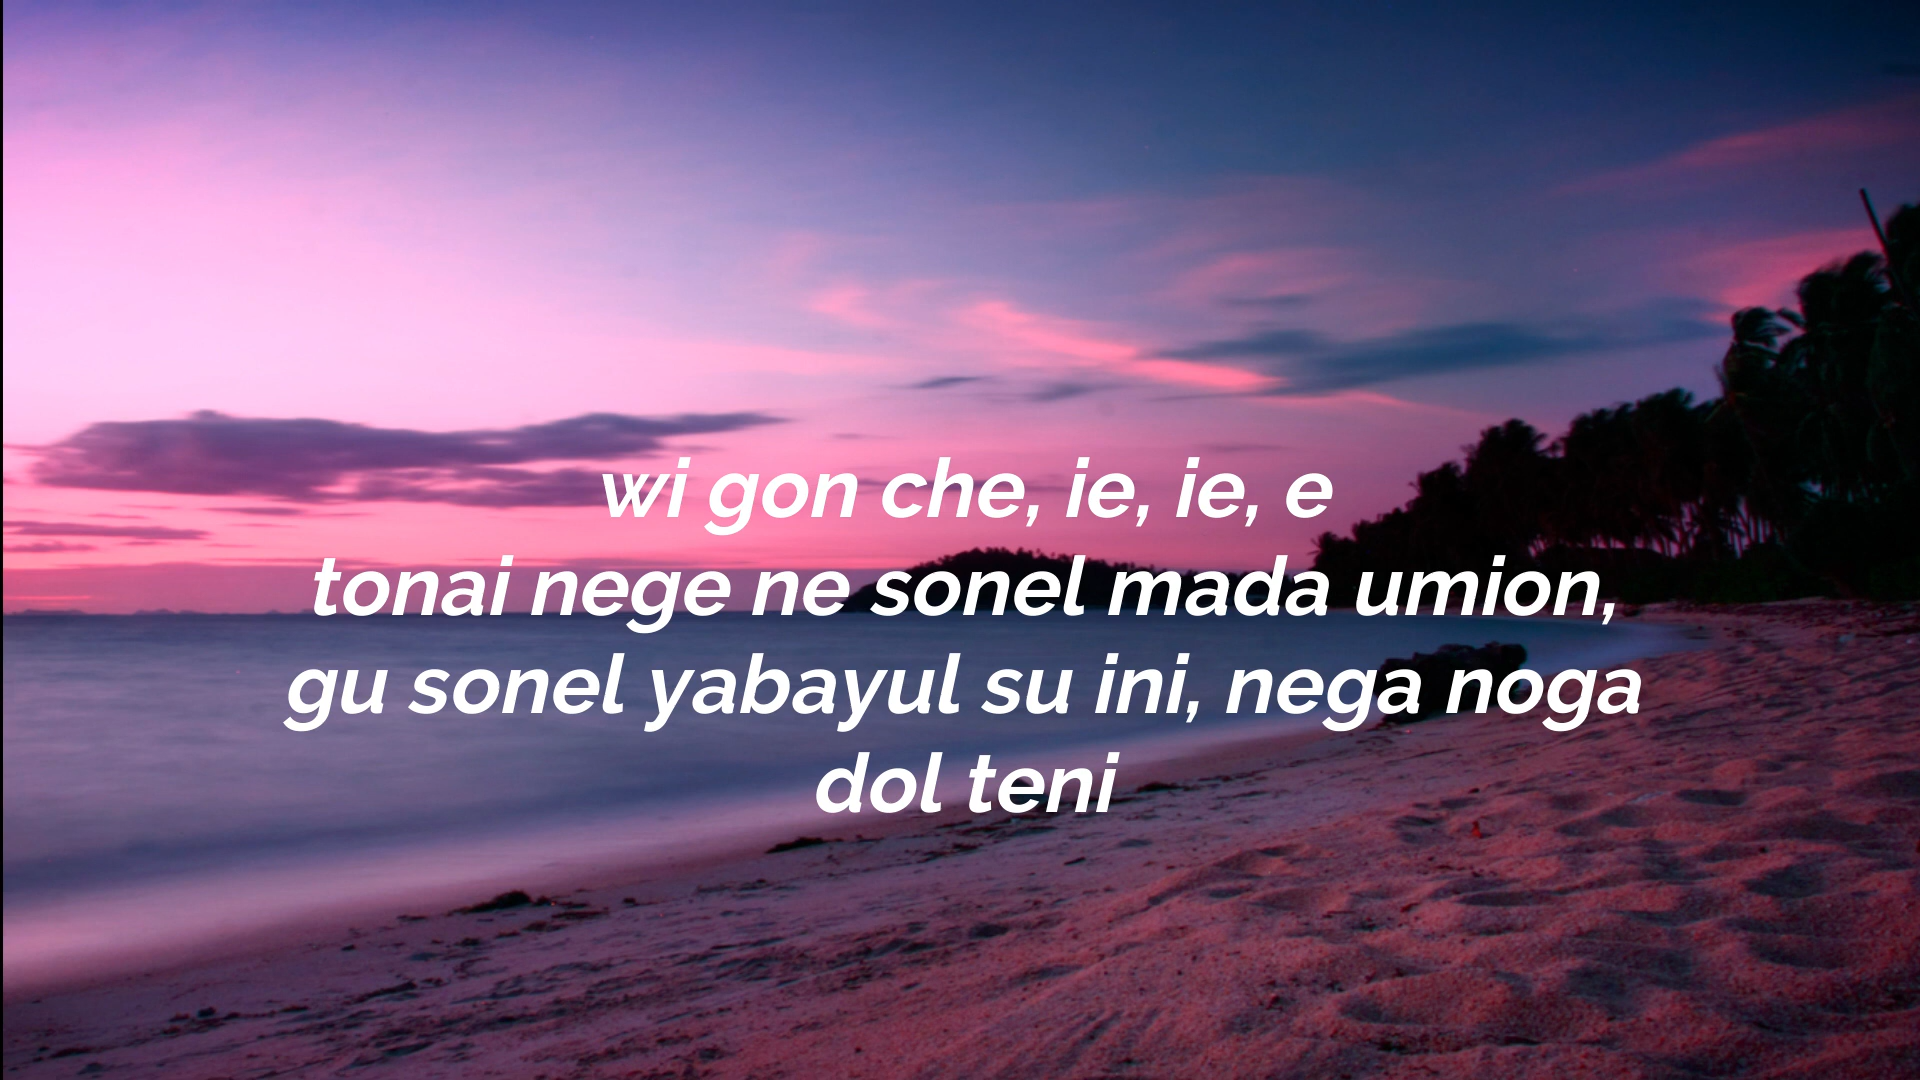 wi gon che, ie, ie, e
tonai nege ne sonel mada umion,
gu sonel yabayul su ini, nega noga
dol teni